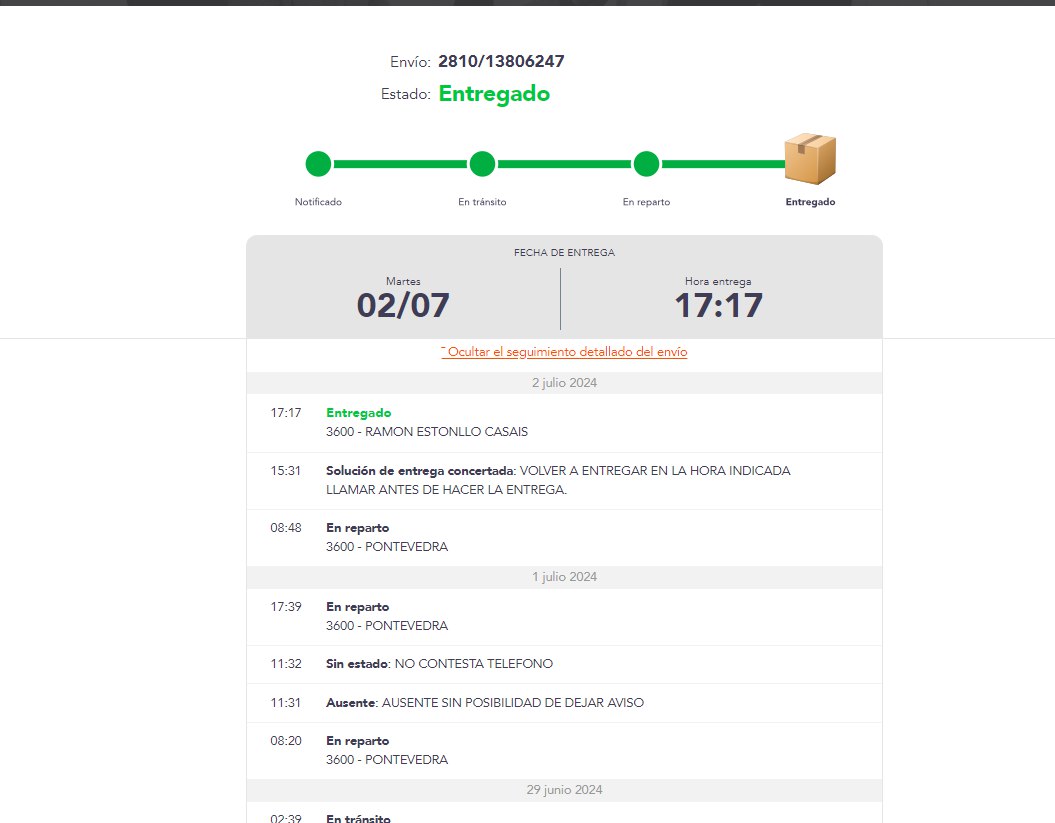 Envío: 2810/13806247
Estado: Entregado
Notificado
En tránsito
En reparto
Entregado
FECHA DE ENTREGA
Martes
02/07
Hora entrega
17:17
Ocultar el seguimiento detallado del envío
2 julio 2024
17:17 Entregado
3600 - RAMON ESTONLLO CASAIS
15:31 Solución de entrega concertada: VOLVER A ENTREGAR EN LA HORA INDICADA
LLAMAR ANTES DE HACER LA ENTREGA.
08:48 En reparto
3600 - PONTEVEDRA
1 julio 2024
17:39 En reparto
3600 - PONTEVEDRA
11:32 Sin estado: NO CONTESTA TELEFONO
11:31 Ausente: AUSENTE SIN POSIBILIDAD DE DEJAR AVISO
08:20 En reparto
3600 - PONTEVEDRA
29 junio 2024
02:39 En tránsito